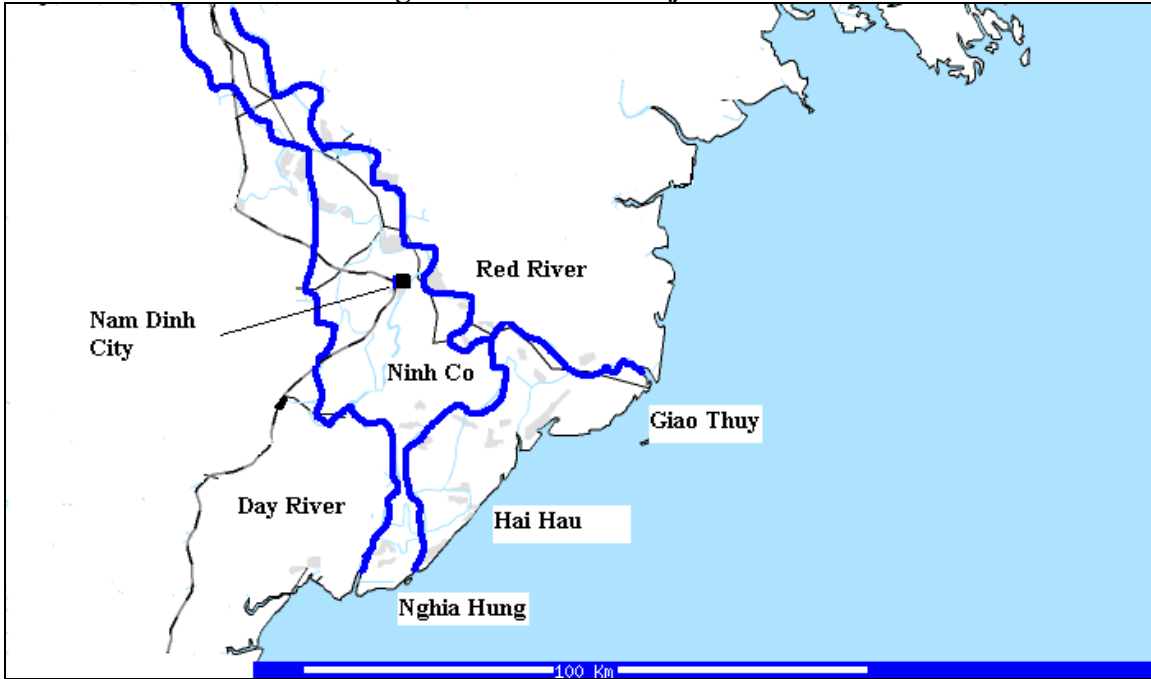 Red River
Nam Dinh
City
Ninh Co
Giao Thuy
Day River
Hai Hau
Nghia Hung
100 Km